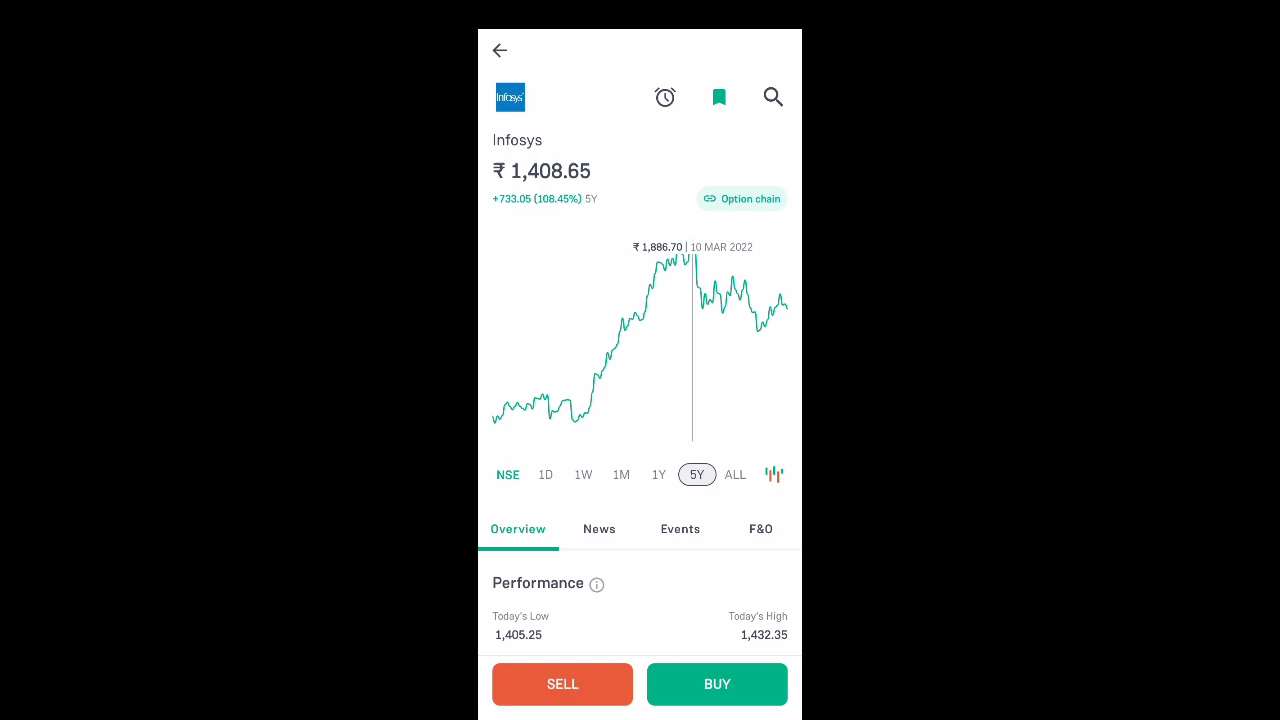 Infosys
Infosys
₹ 1,408.65
+733.05 (108.45%) 5Y
Option chain
₹ 1,886.70 | 10 MAR 2022
NSE 1D 1W 1M 1Y 5Y ALL
Overview News Events F&O
Performance
Today's Low Today's High
1,405.25 1,432.35
SELL BUY